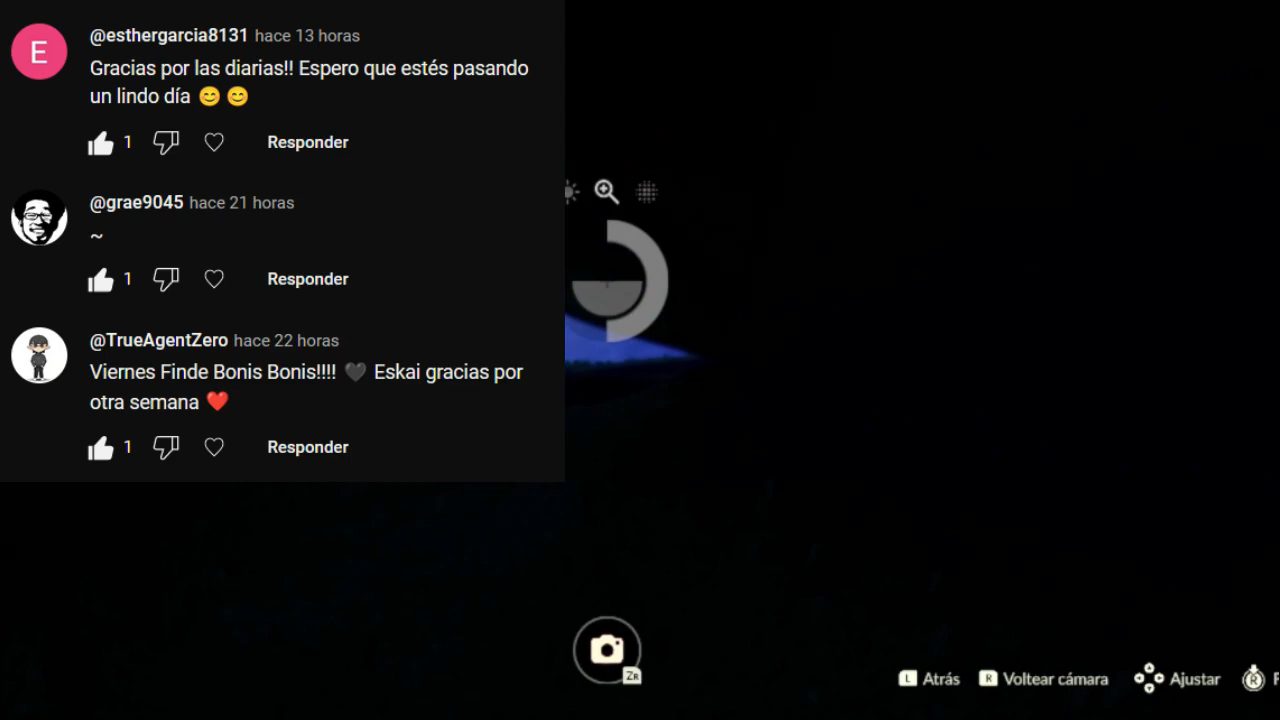 E
@esthergarcia8131 hace 13 horas
Gracias por las diarias!! Espero que estés pasando
un lindo día 😊 😊
1 Responder
@grae9045 hace 21 horas
~
1 Responder
@TrueAgentZero hace 22 horas
Viernes Finde Bonis Bonis!!!! 🖤 Eskai gracias por
otra semana ❤️
1 Responder
ZR
L Atrás R Voltear cámara Ajustar R F